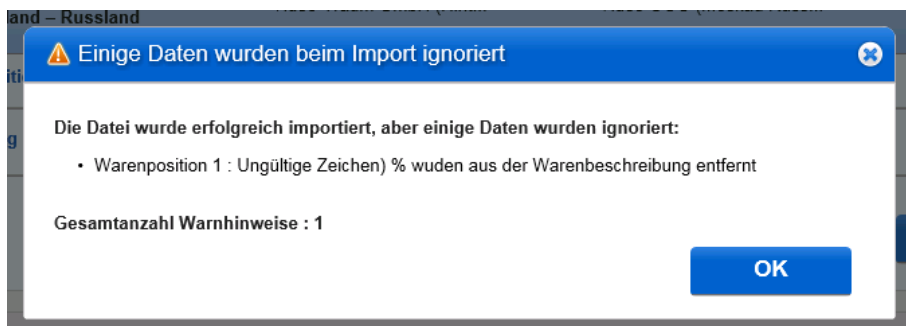 and – Russland
Einige Daten wurden beim Import ignoriert
Die Datei wurde erfolgreich importiert, aber einige Daten wurden ignoriert:
• Warenposition 1 : Ungültige Zeichen) % wuden aus der Warenbeschreibung entfernt
Gesamtanzahl Warnhinweise : 1
OK